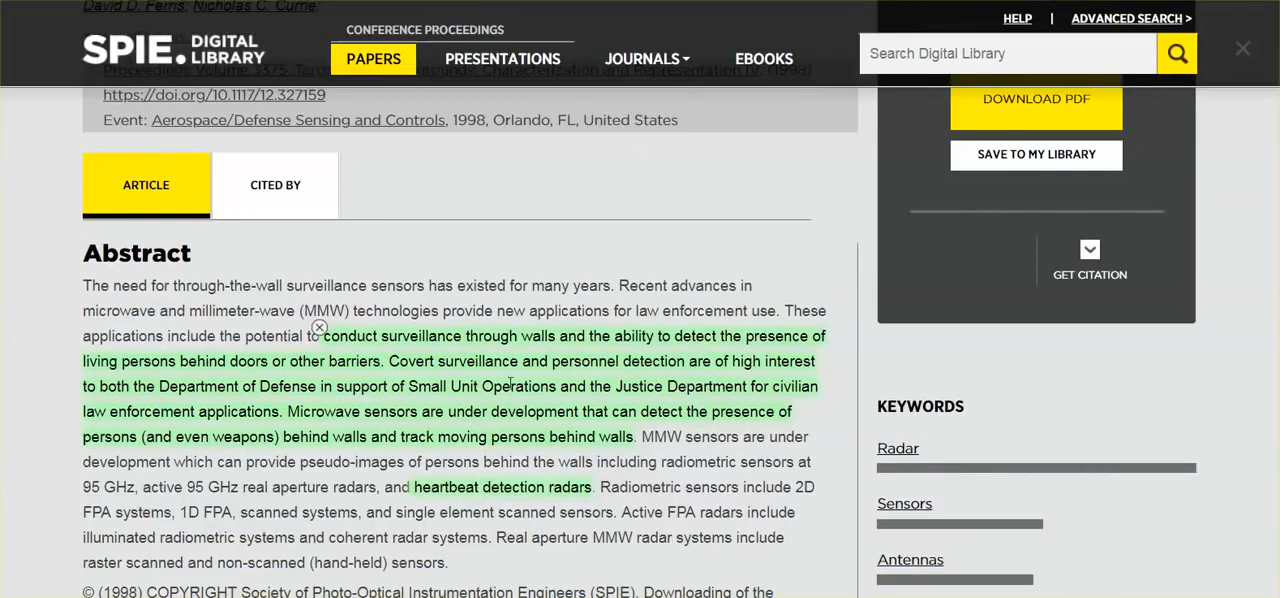 David D. Ferris, Nicholas C. Currie;
HELP | ADVANCED SEARCH >
CONFERENCE PROCEEDINGS
SPIE. DIGITAL LIBRARY
PAPERS PRESENTATIONS JOURNALS EBOOKS
Search Digital Library
Proceedings Volume 3375, Targets and Backgrounds: Characterization and Representation IV; (1998)
https://doi.org/10.1117/12.327159
Event: Aerospace/Defense Sensing and Controls, 1998, Orlando, FL, United States
DOWNLOAD PDF
SAVE TO MY LIBRARY
GET CITATION
ARTICLE CITED BY
Abstract
The need for through-the-wall surveillance sensors has existed for many years. Recent advances in
microwave and millimeter-wave (MMW) technologies provide new applications for law enforcement use. These
applications include the potential to conduct surveillance through walls and the ability to detect the presence of
living persons behind doors or other barriers. Covert surveillance and personnel detection are of high interest
to both the Department of Defense in support of Small Unit Operations and the Justice Department for civilian
law enforcement applications. Microwave sensors are under development that can detect the presence of
persons (and even weapons) behind walls and track moving persons behind walls. MMW sensors are under
development which can provide pseudo-images of persons behind the walls including radiometric sensors at
95 GHz, active 95 GHz real aperture radars, and heartbeat detection radars. Radiometric sensors include 2D
FPA systems, 1D FPA, scanned systems, and single element scanned sensors. Active FPA radars include
illuminated radiometric systems and coherent radar systems. Real aperture MMW radar systems include
raster scanned and non-scanned (hand-held) sensors.
© (1998) COPYRIGHT Society of Photo-Optical Instrumentation Engineers (SPIE). Downloading of the
KEYWORDS
Radar
Sensors
Antennas